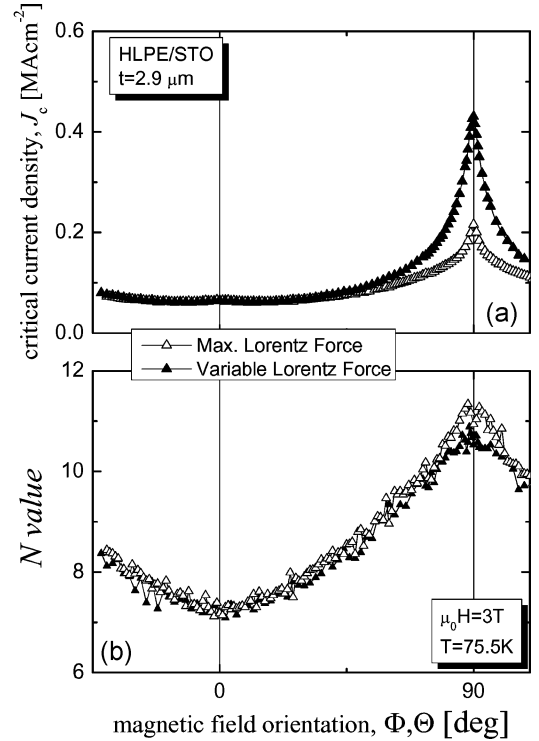 critical current density, J_c [MAcm⁻²]
0.6
0.4
0.2
0.0
HLPE/STO
t=2.9 μm
(a)
Max. Lorentz Force
Variable Lorentz Force
N value
12
10
8
6
(b)
μ₀H=3T
T=75.5K
0
90
magnetic field orientation, Φ,Θ [deg]